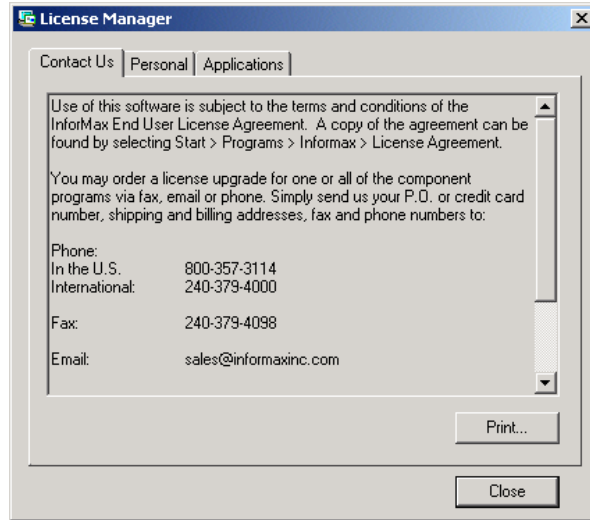 License Manager
Contact Us Personal Applications
Use of this software is subject to the terms and conditions of the
InforMax End User License Agreement. A copy of the agreement can be
found by selecting Start > Programs > Informax > License Agreement.
You may order a license upgrade for one or all of the component
programs via fax, email or phone. Simply send us your P.O. or credit card
number, shipping and billing addresses, fax and phone numbers to:
Phone:
In the U.S. 800-357-3114
International: 240-379-4000
Fax: 240-379-4098
Email: sales@informaxinc.com
Print...
Close